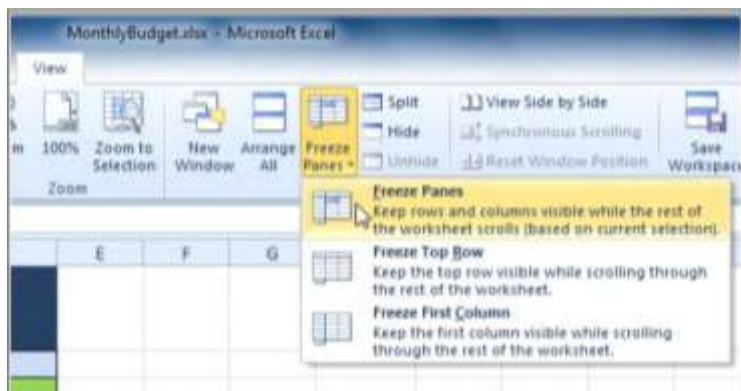 MonthlyBudget.xlsx - Microsoft Excel
View
100%
Zoom to
Selection
New
Window
Arrange
All
Freeze
Panes
Split
Hide
Unhide
View Side by Side
Synchronous Scrolling
Reset Window Position
Save
Workspace
Zoom
Freeze Panes
Keep rows and columns visible while the rest of
the worksheet scrolls (based on current selection).
Freeze Top Row
Keep the top row visible while scrolling through
the rest of the worksheet.
Freeze First Column
Keep the first column visible while scrolling
through the rest of the worksheet.
E F G